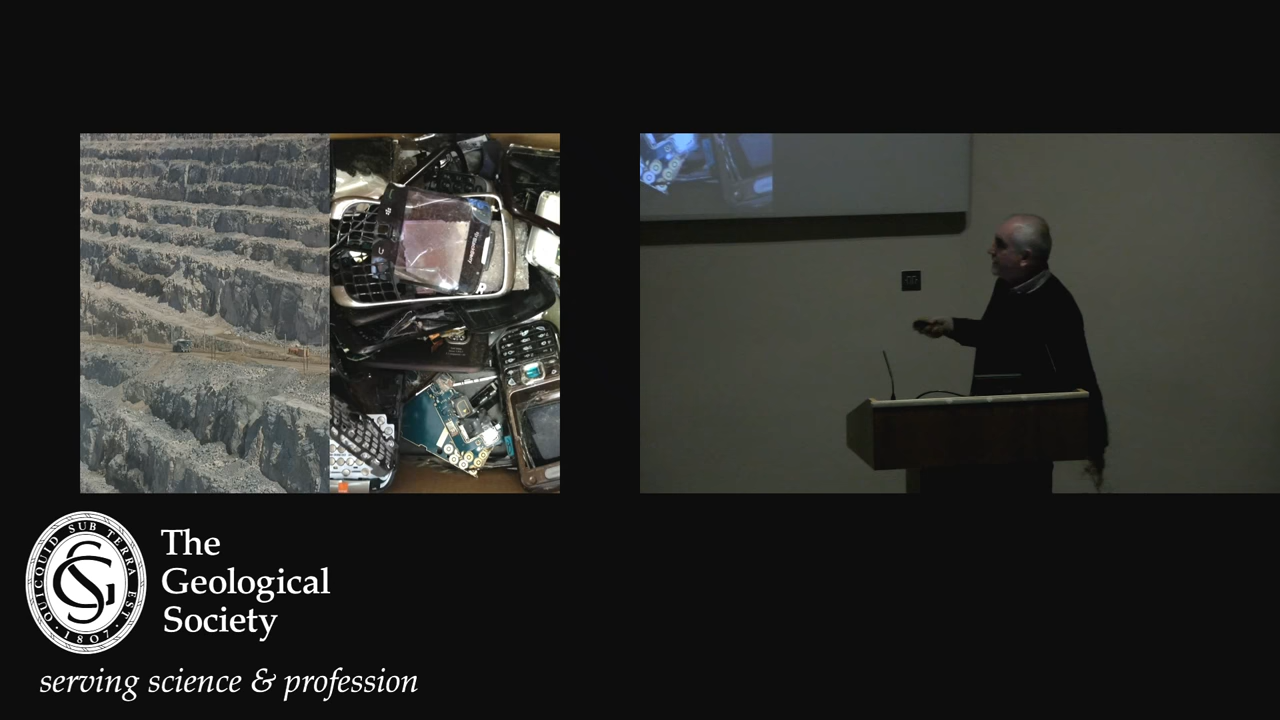 QUICQUID SUB TERRA EST
· 1807 ·
The
Geological
Society
serving science & profession